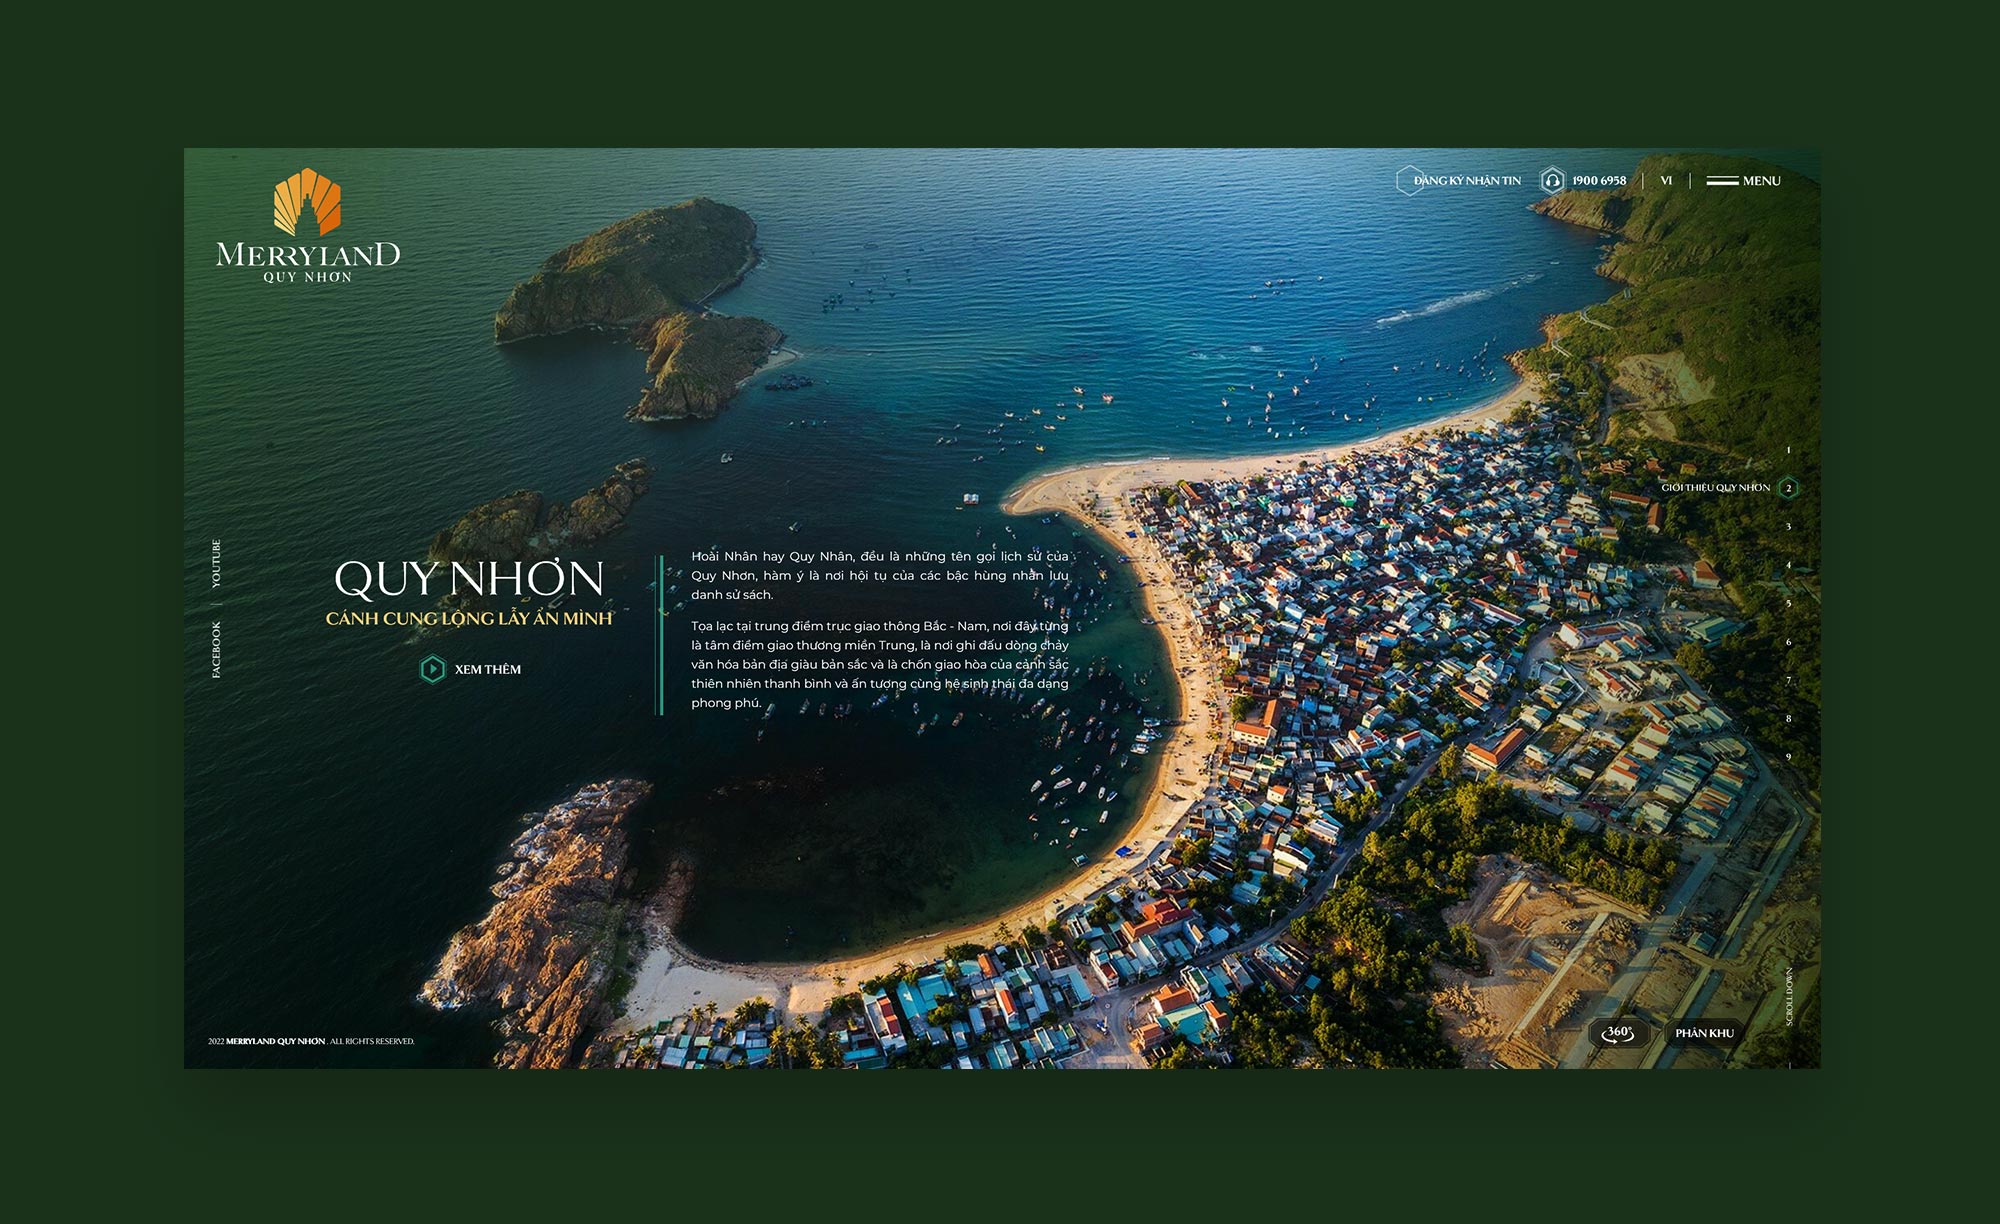 MERRYLAND
QUY NHƠN
ĐĂNG KÝ NHẬN TIN
1900 6958
VI
MENU
1
GIỚI THIỆU QUY NHƠN 2
3
4
5
6
7
8
9
YOUTUBE
FACEBOOK
QUY NHƠN
CÁNH CUNG LỘNG LẪY ẨN MÌNH
XEM THÊM
Hoài Nhân hay Quy Nhân, đều là những tên gọi lịch sử của
Quy Nhơn, hàm ý là nơi hội tụ của các bậc hùng nhân lưu
danh sử sách.
Tọa lạc tại trung điểm trục giao thông Bắc - Nam, nơi đây từng
là tâm điểm giao thương miền Trung, là nơi ghi dấu dòng chảy
văn hóa bản địa giàu bản sắc và là chốn giao hòa của cảnh sắc
thiên nhiên thanh bình và ấn tượng cùng hệ sinh thái đa dạng
phong phú.
SCROLL DOWN
360°
PHÂN KHU
2022 MERRYLAND QUY NHƠN . ALL RIGHTS RESERVED.